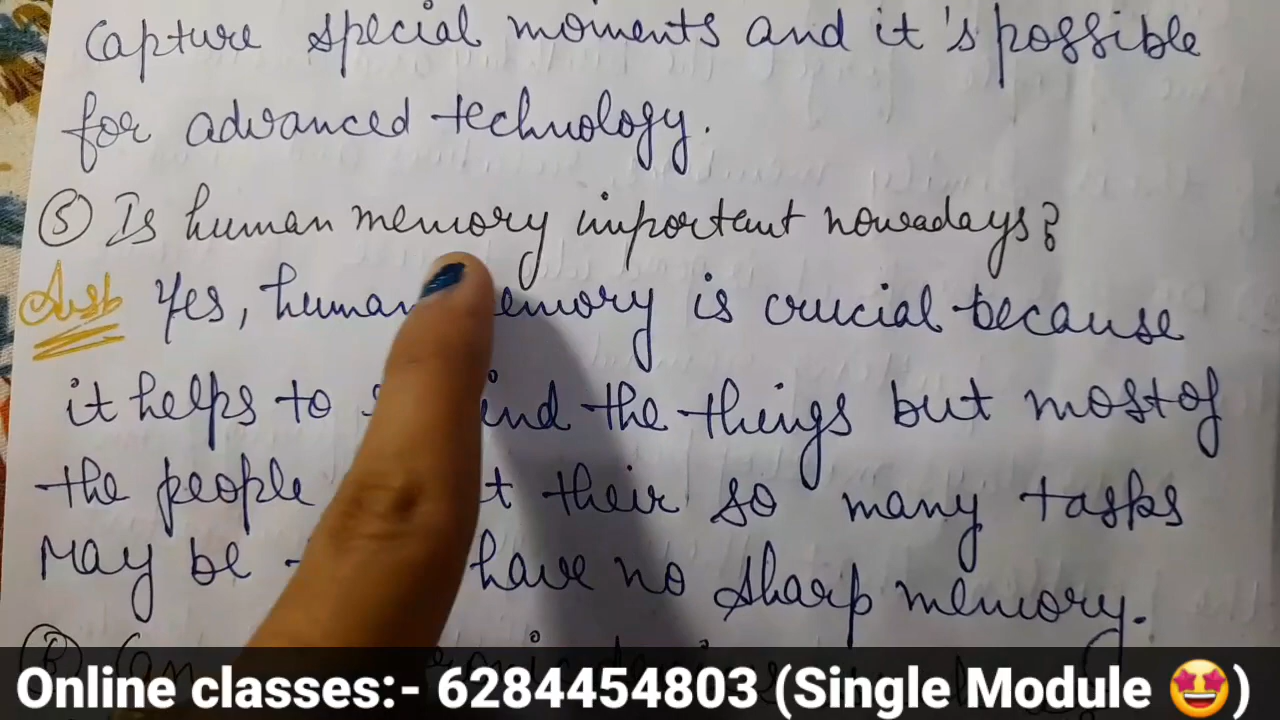 Capture special moments and it's possible
for advanced technology.
5 Is human memory important nowadays?
Ans Yes, human memory is crucial because
it helps to the things but most of
the people their so many tasks
May be have no sharp memory.
6 Can
Online classes:- 6284454803 (Single Module 🤩)